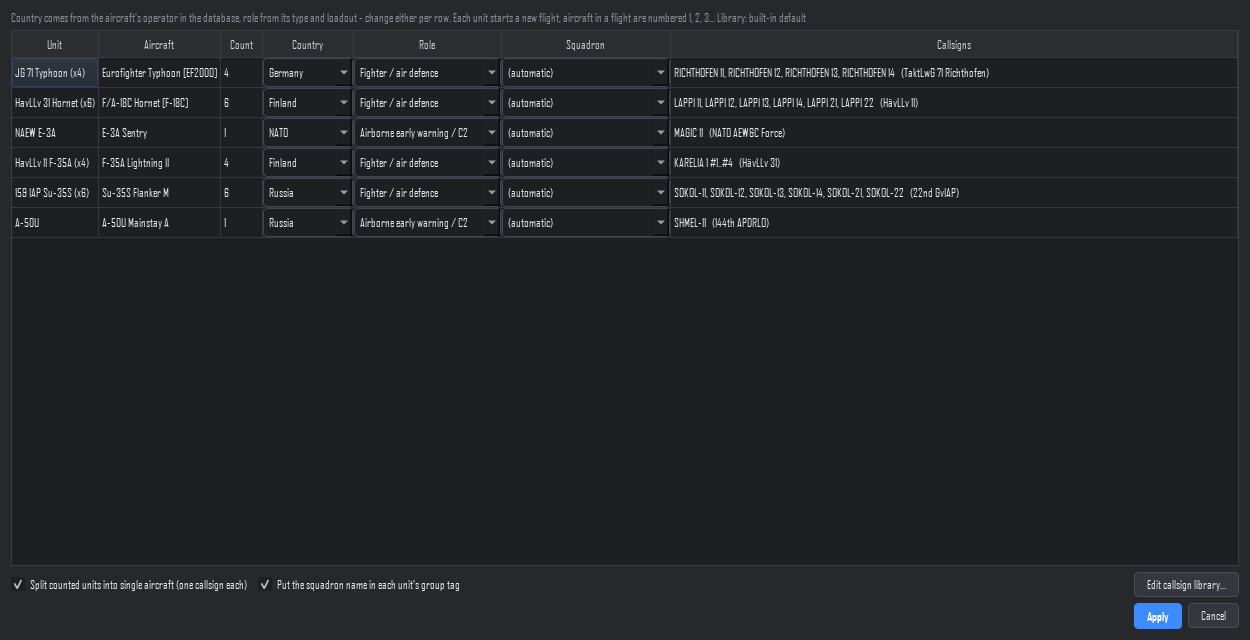 Country comes from the aircraft's operator in the database, role from its type and loadout - change either per row. Each unit starts a new flight; aircraft in a flight are numbered 1, 2, 3... Library: built-in default
Unit Aircraft Count Country Role Squadron Callsigns
JG 71 Typhoon (x4) Eurofighter Typhoon [EF2000] 4 Germany Fighter / air defence (automatic) RICHTHOFEN 11, RICHTHOFEN 12, RICHTHOFEN 13, RICHTHOFEN 14 (TaktLwG 71 Richthofen)
HavLLv 31 Hornet (x6) F/A-18C Hornet [F-18C] 6 Finland Fighter / air defence (automatic) LAPPI 11, LAPPI 12, LAPPI 13, LAPPI 14, LAPPI 21, LAPPI 22 (HävLLv 11)
NAEW E-3A E-3A Sentry 1 NATO Airborne early warning / C2 (automatic) MAGIC 11 (NATO AEW&C Force)
HavLLv 11 F-35A (x4) F-35A Lightning II 4 Finland Fighter / air defence (automatic) KARELIA 1 #1..#4 (HävLLv 31)
159 IAP Su-35S (x6) Su-35S Flanker M 6 Russia Fighter / air defence (automatic) SOKOL-11, SOKOL-12, SOKOL-13, SOKOL-14, SOKOL-21, SOKOL-22 (22nd GvIAP)
A-50U A-50U Mainstay A 1 Russia Airborne early warning / C2 (automatic) SHMEL-11 (144th APDRLO)
Split counted units into single aircraft (one callsign each) Put the squadron name in each unit's group tag Edit callsign library...
Apply Cancel